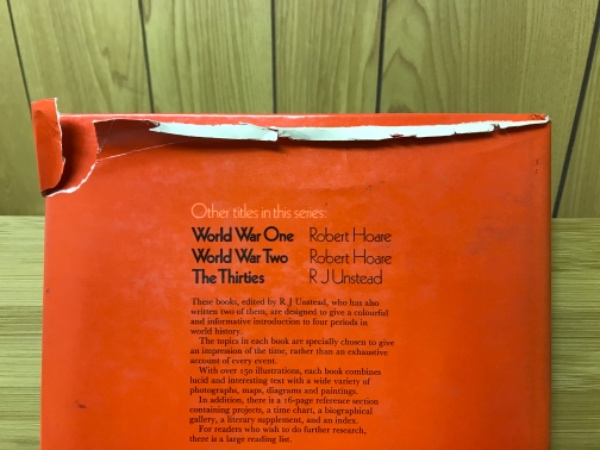 Other titles in this series:
World War One Robert Hoare
World War Two Robert Hoare
The Thirties R J Unstead
These books, edited by R. J Unstead, who has also
written two of them, are designed to give a colourful
and informative introduction to four periods in
world history.
The topics in each book are specially chosen to give
an impression of the time, rather than an exhaustive
account of every event.
With over 150 illustrations, each book combines
lucid and interesting text with a wide variety of
photographs, maps, diagrams and paintings.
In addition, there is a 16-page reference section
containing projects, a time chart, a biographical
gallery, a literary supplement, and an index.
For readers who wish to do further research,
there is a large reading list.